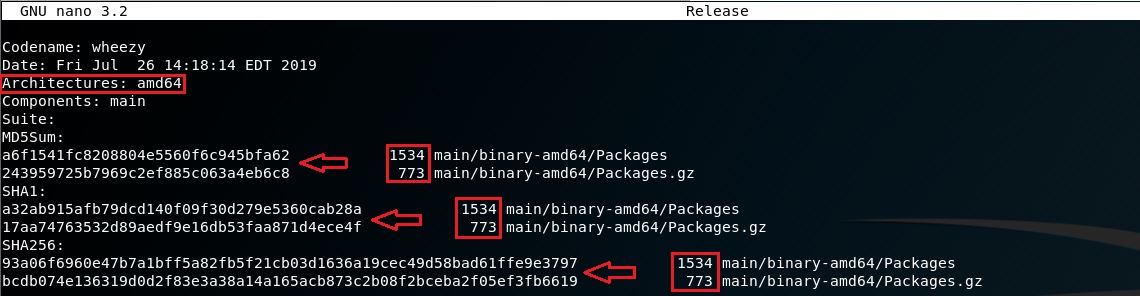 GNU nano 3.2 Release
Codename: wheezy
Date: Fri Jul  26 14:18:14 EDT 2019
Architectures: amd64
Components: main
Suite:
MD5Sum:
a6f1541fc8208804e5560f6c945bfa62 1534 main/binary-amd64/Packages
243959725b7969c2ef885c063a4eb6c8 773 main/binary-amd64/Packages.gz
SHA1:
a32ab915afb79dcd140f09f30d279e5360cab28a 1534 main/binary-amd64/Packages
17aa74763532d89aedf9e16db53faa871d4ece4f 773 main/binary-amd64/Packages.gz
SHA256:
93a06f6960e47b7a1bff5a82fb5f21cb03d1636a19cec49d58bad61ffe9e3797 1534 main/binary-amd64/Packages
bcdb074e136319d0d2f83e3a38a14a165acb873c2b08f2bceba2f05ef3fb6619 773 main/binary-amd64/Packages.gz